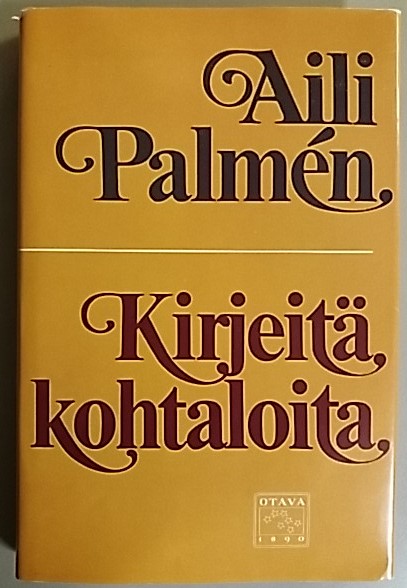 Aili
Palmén
Kirjeitä,
kohtaloita
OTAVA
1890